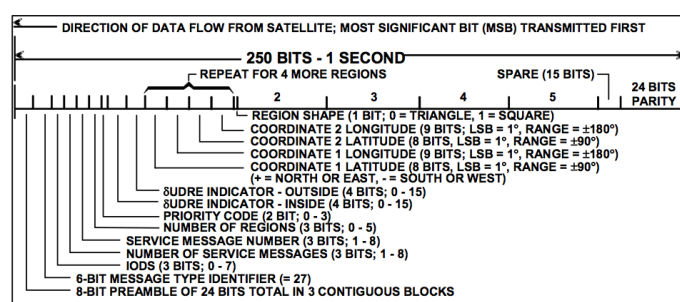 DIRECTION OF DATA FLOW FROM SATELLITE; MOST SIGNIFICANT BIT (MSB) TRANSMITTED FIRST
250 BITS - 1 SECOND
REPEAT FOR 4 MORE REGIONS
SPARE (15 BITS)
2 3 4 5
24 BITS
PARITY
REGION SHAPE (1 BIT; 0 = TRIANGLE, 1 = SQUARE)
COORDINATE 2 LONGITUDE (9 BITS; LSB = 1°, RANGE = ±180°)
COORDINATE 2 LATITUDE (8 BITS; LSB = 1°, RANGE = ±90°)
COORDINATE 1 LONGITUDE (9 BITS; LSB = 1°, RANGE = ±180°)
COORDINATE 1 LATITUDE (8 BITS; LSB = 1°, RANGE = ±90°)
(+ = NORTH OR EAST, - = SOUTH OR WEST)
δUDRE INDICATOR - OUTSIDE (4 BITS; 0 - 15)
δUDRE INDICATOR - INSIDE (4 BITS; 0 - 15)
PRIORITY CODE (2 BIT; 0 - 3)
NUMBER OF REGIONS (3 BITS; 0 - 5)
SERVICE MESSAGE NUMBER (3 BITS; 1 - 8)
NUMBER OF SERVICE MESSAGES (3 BITS; 1 - 8)
IODS (3 BITS; 0 - 7)
6-BIT MESSAGE TYPE IDENTIFIER (= 27)
8-BIT PREAMBLE OF 24 BITS TOTAL IN 3 CONTIGUOUS BLOCKS